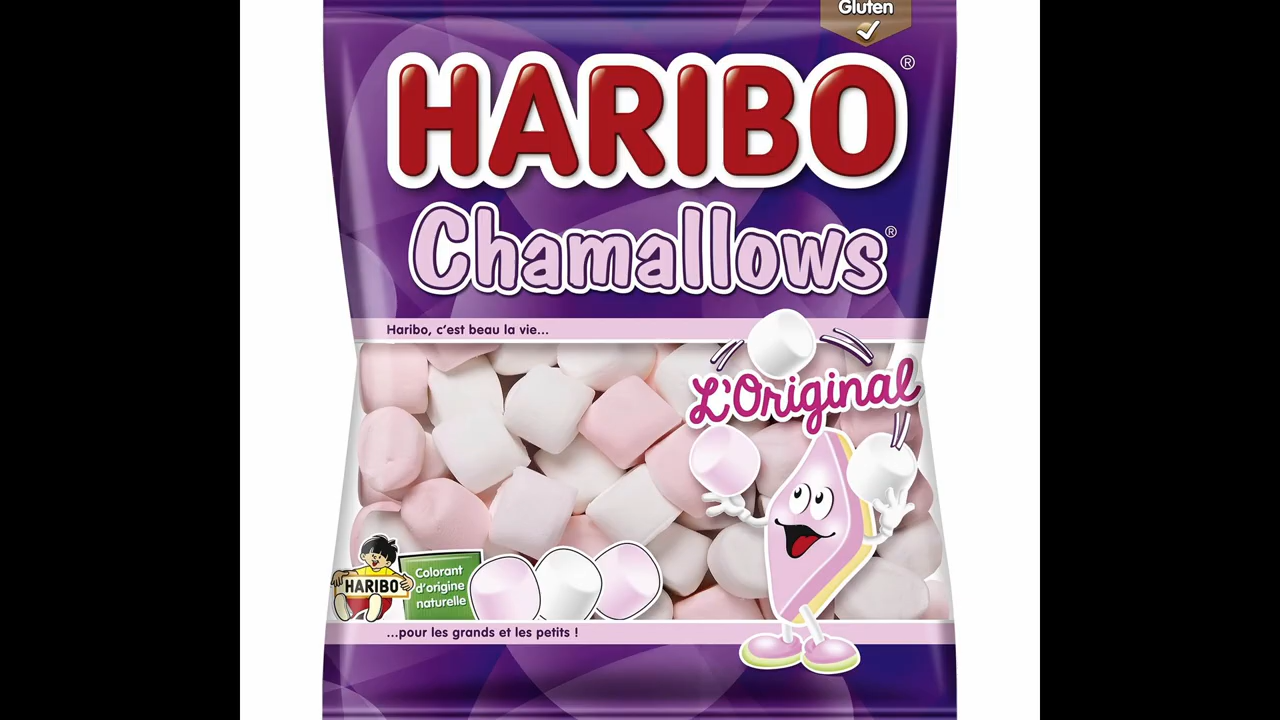 Gluten
HARIBO®
Chamallows®
Haribo, c'est beau la vie...
L'Original
HARIBO
Colorant
d'origine
naturelle
...pour les grands et les petits !